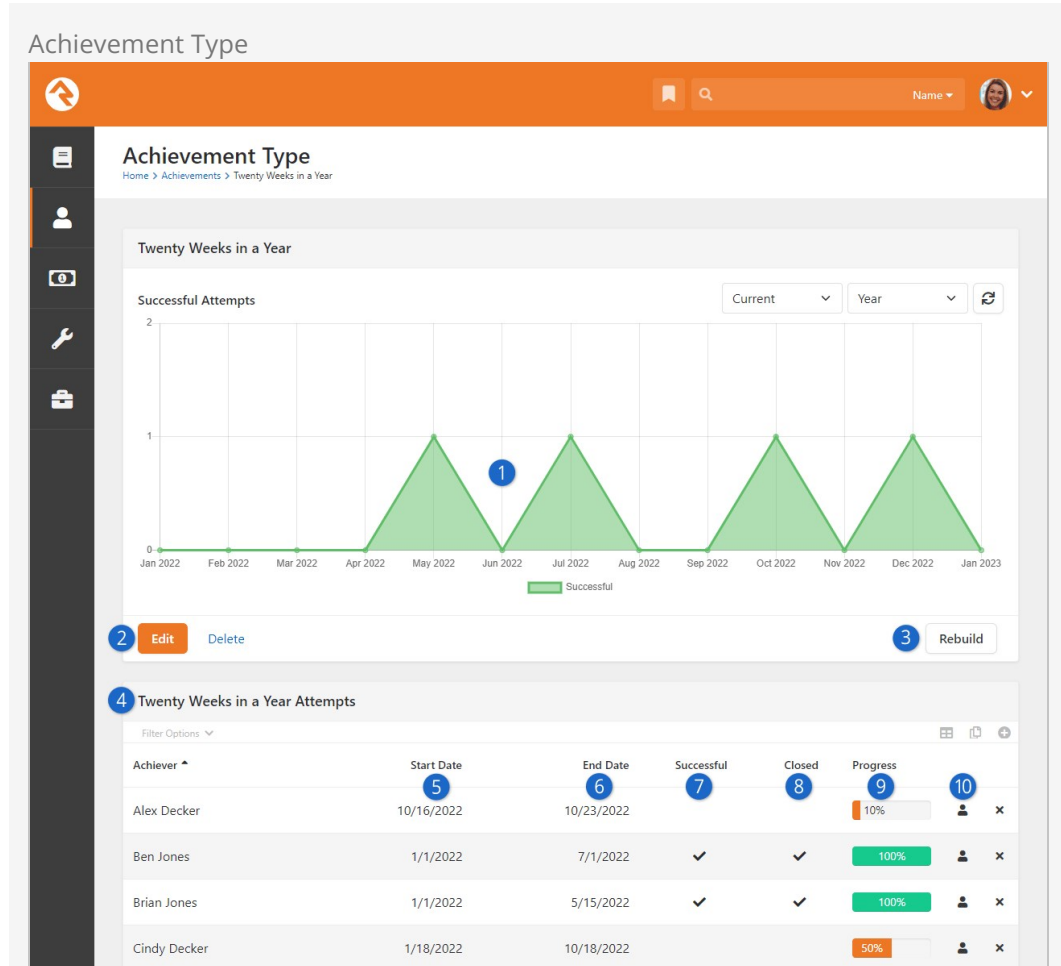 Achievement Type
Name
Achievement Type
Home > Achievements > Twenty Weeks in a Year
Twenty Weeks in a Year
Successful Attempts
Current
Year
2
1
0
1
Jan 2022 Feb 2022 Mar 2022 Apr 2022 May 2022 Jun 2022 Jul 2022 Aug 2022 Sep 2022 Oct 2022 Nov 2022 Dec 2022 Jan 2023
Successful
2 Edit Delete 3 Rebuild
4 Twenty Weeks in a Year Attempts
Filter Options
Achiever Start Date End Date Successful Closed Progress
5 6 7 8 9 10
Alex Decker 10/16/2022 10/23/2022 10%
Ben Jones 1/1/2022 7/1/2022 100%
Brian Jones 1/1/2022 5/15/2022 100%
Cindy Decker 1/18/2022 10/18/2022 50%